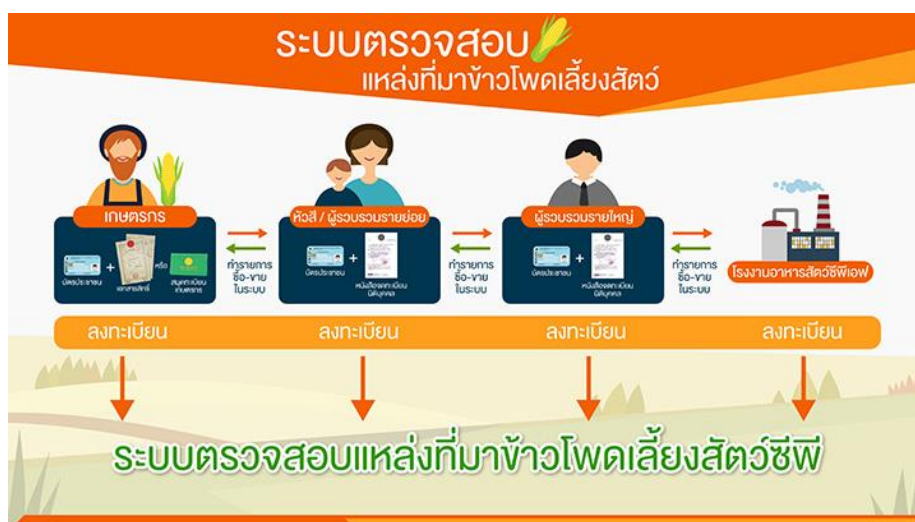 ระบบตรวจสอบ
แหล่งที่มาข้าวโพดเลี้ยงสัตว์
เกษตรกร
บัตรประชาชน
+
เอกสารสิทธิ์
หรือ
สมุดทะเบียน
เกษตรกร
ทำรายการ
ซื้อ-ขาย
ในระบบ
หัวสี / ผู้รวบรวมรายย่อย
บัตรประชาชน
+
หนังสือจดทะเบียน
นิติบุคคล
ทำรายการ
ซื้อ-ขาย
ในระบบ
ผู้รวบรวมรายใหญ่
บัตรประชาชน
+
หนังสือจดทะเบียน
นิติบุคคล
ทำรายการ
ซื้อ-ขาย
ในระบบ
โรงงานอาหารสัตว์ซีพีเอฟ
ลงทะเบียน
ลงทะเบียน
ลงทะเบียน
ลงทะเบียน
ระบบตรวจสอบแหล่งที่มาข้าวโพดเลี้ยงสัตว์ซีพี